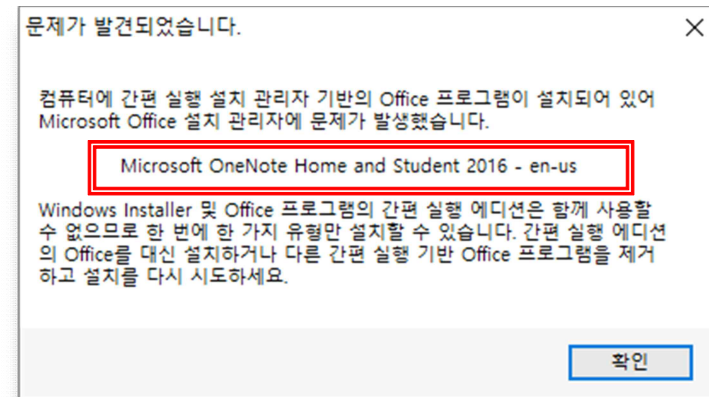 문제가 발견되었습니다.
컴퓨터에 간편 실행 설치 관리자 기반의 Office 프로그램이 설치되어 있어
Microsoft Office 설치 관리자에 문제가 발생했습니다.
Microsoft OneNote Home and Student 2016 - en-us
Windows Installer 및 Office 프로그램의 간편 실행 에디션은 함께 사용할
수 없으므로 한 번에 한 가지 유형만 설치할 수 있습니다. 간편 실행 에디션
의 Office를 대신 설치하거나 다른 간편 실행 기반 Office 프로그램을 제거
하고 설치를 다시 시도하세요.
확인